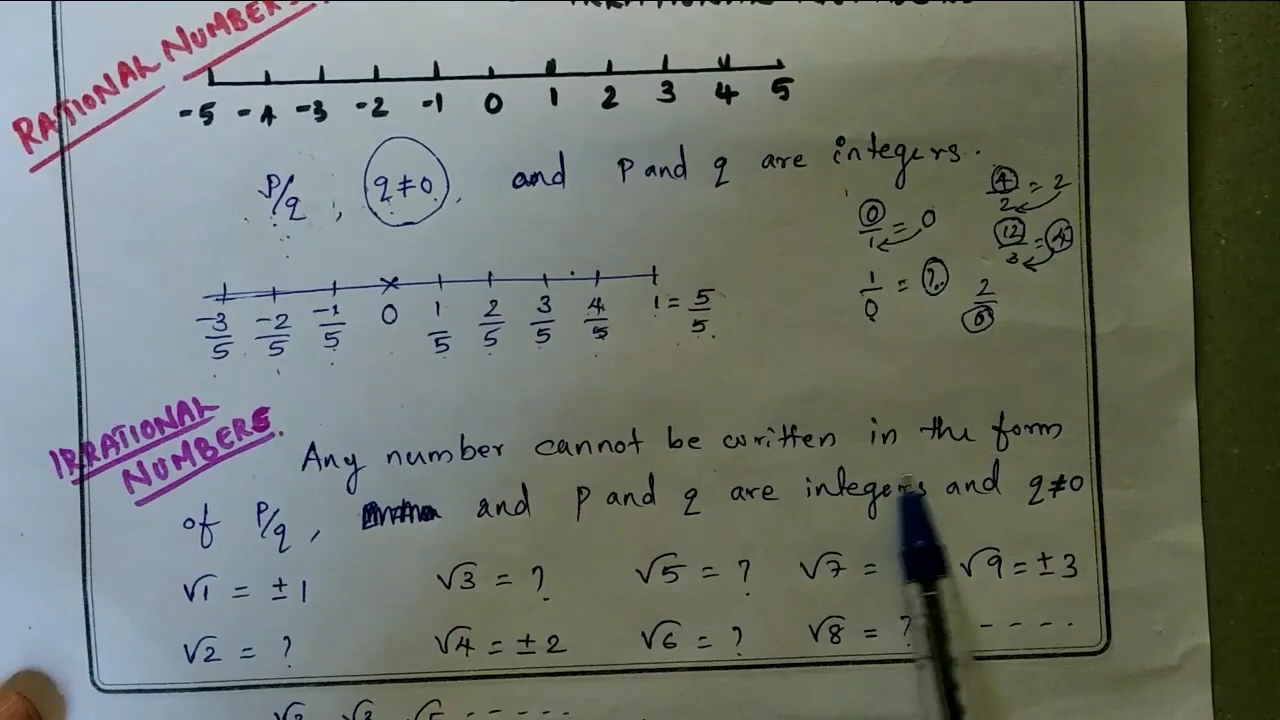 RATIONAL NUMBERS
-5 -4 -3 -2 -1 0 1 2 3 4 5
P/q, q≠0, and p and q are integers.
0/1 = 0 4/2 = 2
12/3 = 4
1/0 = ? 2/0
-3/5 -2/5 -1/5 0 1/5 2/5 3/5 4/5 1 = 5/5
IRRATIONAL NUMBERS.
Any number cannot be written in the form
of P/q, and p and q are integers and q≠0
√1 = ±1 √3 = ? √5 = ? √7 = √9 = ±3
√2 = ? √4 = ±2 √6 = ? √8 = ? ----